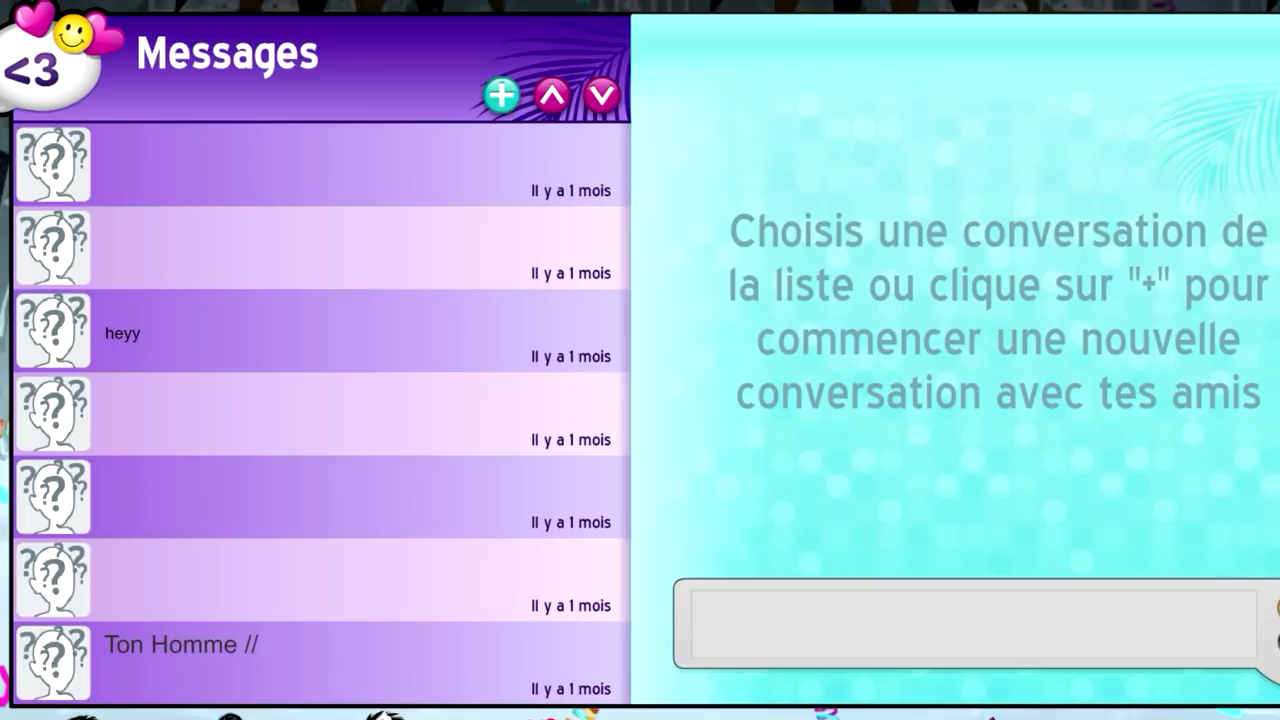 <3
Messages
Il y a 1 mois
Il y a 1 mois
heyy
Il y a 1 mois
Il y a 1 mois
Il y a 1 mois
Il y a 1 mois
Ton Homme //
Il y a 1 mois
Choisis une conversation de
la liste ou clique sur "+" pour
commencer une nouvelle
conversation avec tes amis